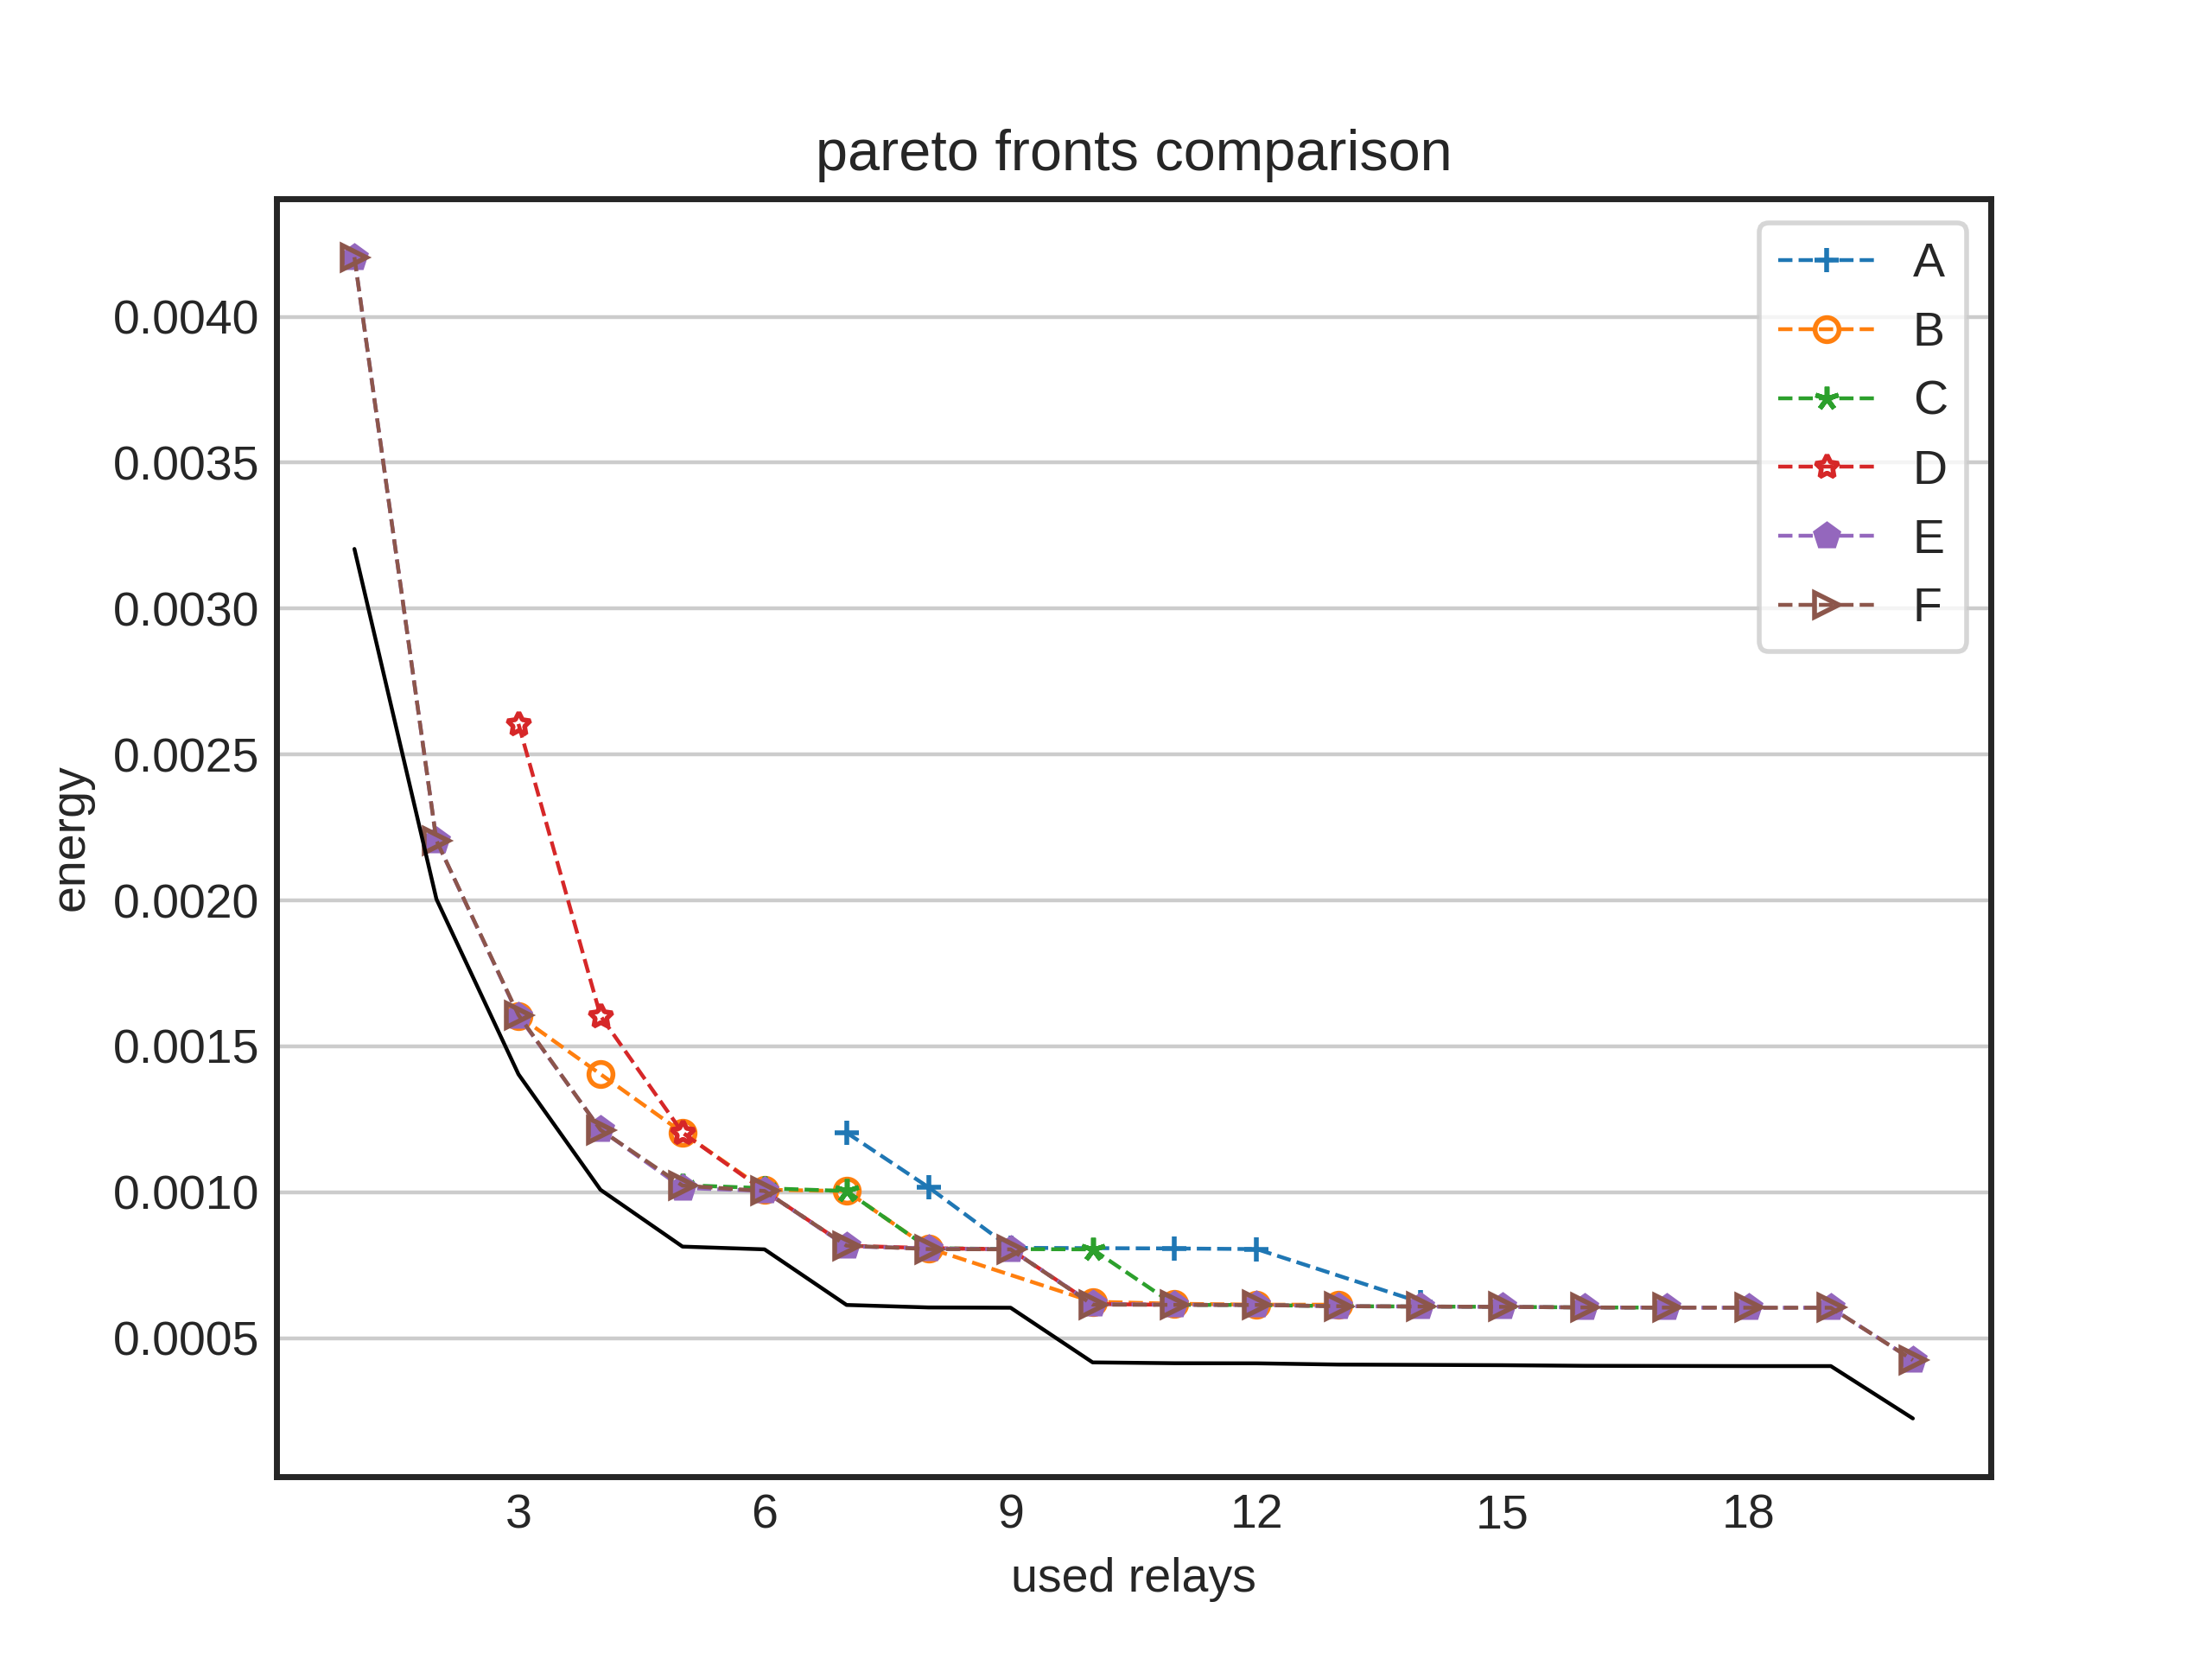 pareto fronts comparison
A
B
C
D
E
F
0.0040
0.0035
0.0030
0.0025
0.0020
0.0015
0.0010
0.0005
energy
3 6 9 12 15 18
used relays